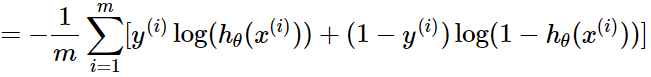 = -\frac{1}{m} \sum_{i=1}^{m} [y^{(i)} \log(h_\theta(x^{(i)})) + (1 - y^{(i)}) \log(1 - h_\theta(x^{(i)}))]